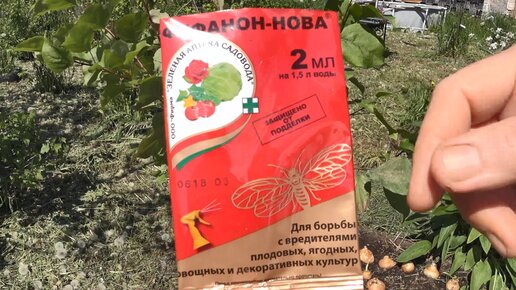 ФУФАНОН-НОВА®
2 МЛ
на 1,5 л воды
ООО «Фирма "ЗЕЛЕНАЯ АПТЕКА САДОВОДА"
ЗАЩИЩЕНО
ОТ
ПОДДЕЛКИ
0618 03
Для борьбы
с вредителями
плодовых, ягодных,
овощных и декоративных культур